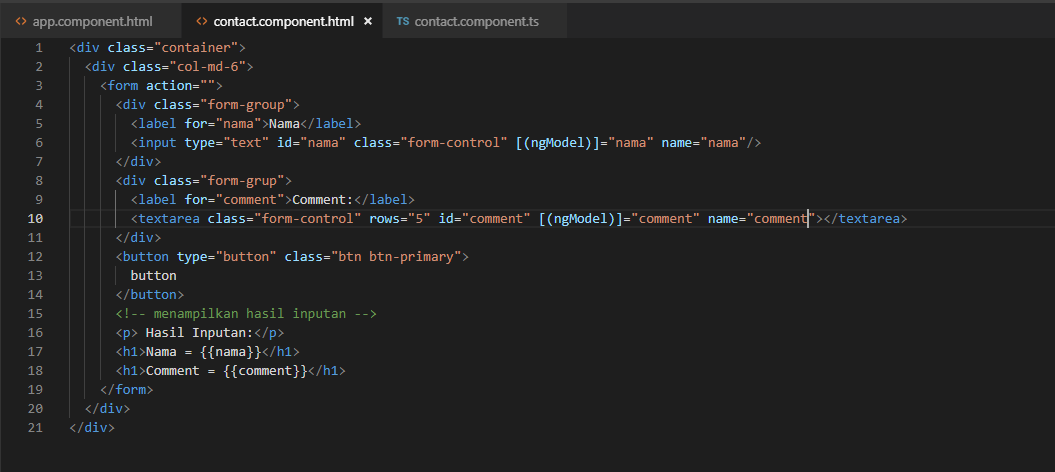 <> app.component.html <> contact.component.html × TS contact.component.ts
1 <div class="container">
2 <div class="col-md-6">
3 <form action="">
4 <div class="form-group">
5 <label for="nama">Nama</label>
6 <input type="text" id="nama" class="form-control" [(ngModel)]="nama" name="nama"/>
7 </div>
8 <div class="form-grup">
9 <label for="comment">Comment:</label>
10 <textarea class="form-control" rows="5" id="comment" [(ngModel)]="comment" name="comment"></textarea>
11 </div>
12 <button type="button" class="btn btn-primary">
13 button
14 </button>
15 <!-- menampilkan hasil inputan -->
16 <p> Hasil Inputan:</p>
17 <h1>Nama = {{nama}}</h1>
18 <h1>Comment = {{comment}}</h1>
19 </form>
20 </div>
21 </div>